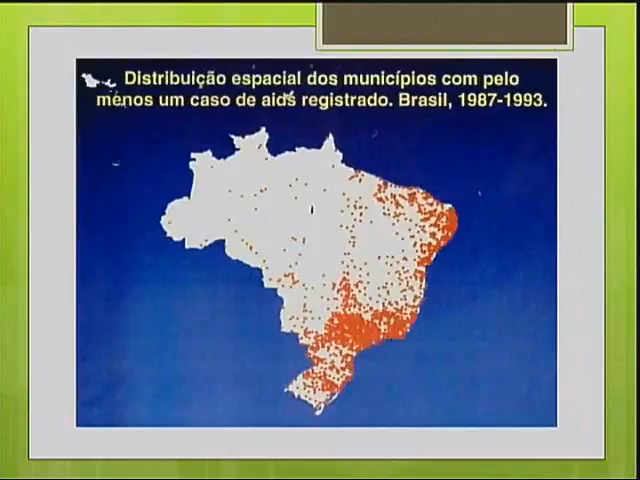 Distribuição espacial dos municípios com pelo
menos um caso de aids registrado. Brasil, 1987-1993.